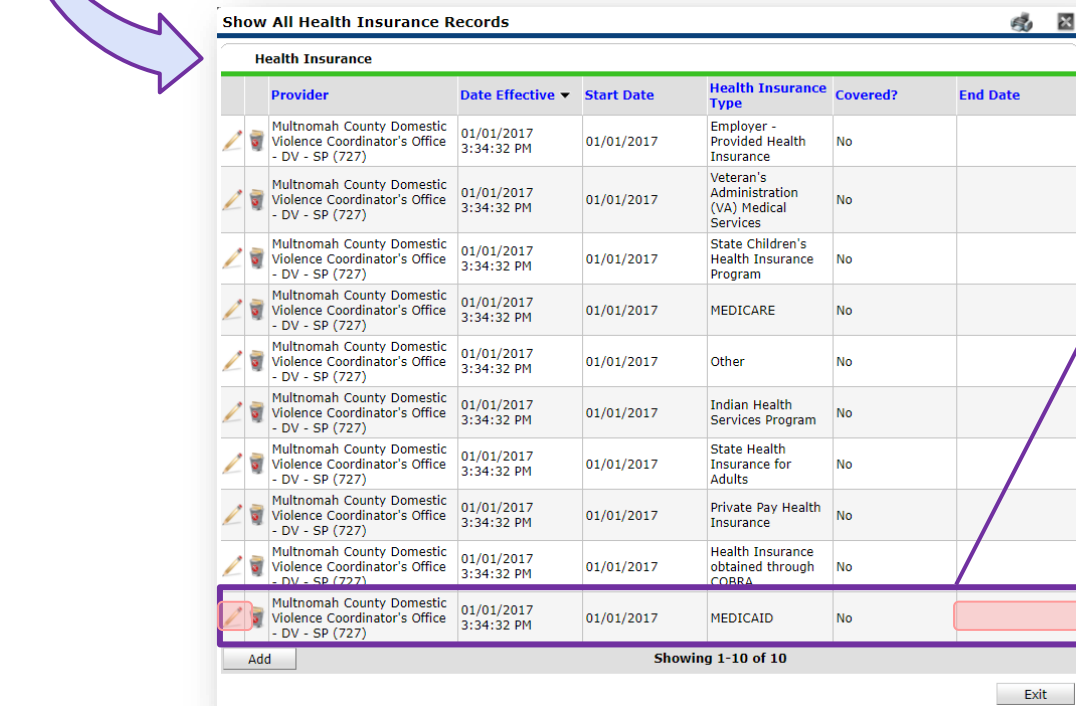 Show All Health Insurance Records
Health Insurance
Provider Date Effective Start Date Health Insurance Type Covered? End Date
Multnomah County Domestic
Violence Coordinator's Office
- DV - SP (727)
01/01/2017
3:34:32 PM
01/01/2017
Employer -
Provided Health
Insurance
No
Multnomah County Domestic
Violence Coordinator's Office
- DV - SP (727)
01/01/2017
3:34:32 PM
01/01/2017
Veteran's
Administration
(VA) Medical
Services
No
Multnomah County Domestic
Violence Coordinator's Office
- DV - SP (727)
01/01/2017
3:34:32 PM
01/01/2017
State Children's
Health Insurance
Program
No
Multnomah County Domestic
Violence Coordinator's Office
- DV - SP (727)
01/01/2017
3:34:32 PM
01/01/2017
MEDICARE
No
Multnomah County Domestic
Violence Coordinator's Office
- DV - SP (727)
01/01/2017
3:34:32 PM
01/01/2017
Other
No
Multnomah County Domestic
Violence Coordinator's Office
- DV - SP (727)
01/01/2017
3:34:32 PM
01/01/2017
Indian Health
Services Program
No
Multnomah County Domestic
Violence Coordinator's Office
- DV - SP (727)
01/01/2017
3:34:32 PM
01/01/2017
State Health
Insurance for
Adults
No
Multnomah County Domestic
Violence Coordinator's Office
- DV - SP (727)
01/01/2017
3:34:32 PM
01/01/2017
Private Pay Health
Insurance
No
Multnomah County Domestic
Violence Coordinator's Office
- DV - SP (727)
01/01/2017
3:34:32 PM
01/01/2017
Health Insurance
obtained through
COBRA
No
Multnomah County Domestic
Violence Coordinator's Office
- DV - SP (727)
01/01/2017
3:34:32 PM
01/01/2017
MEDICAID
No
Add
Showing 1-10 of 10
Exit